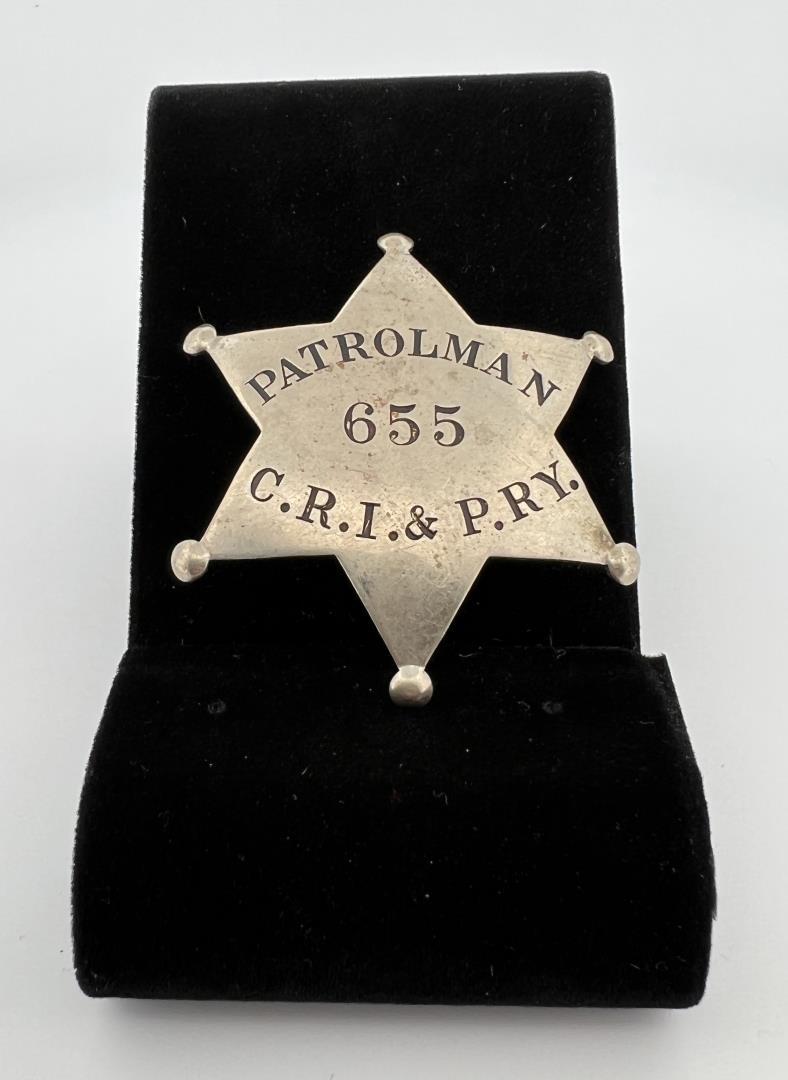 PATROLMAN
655
C.R.I. & P.RY.